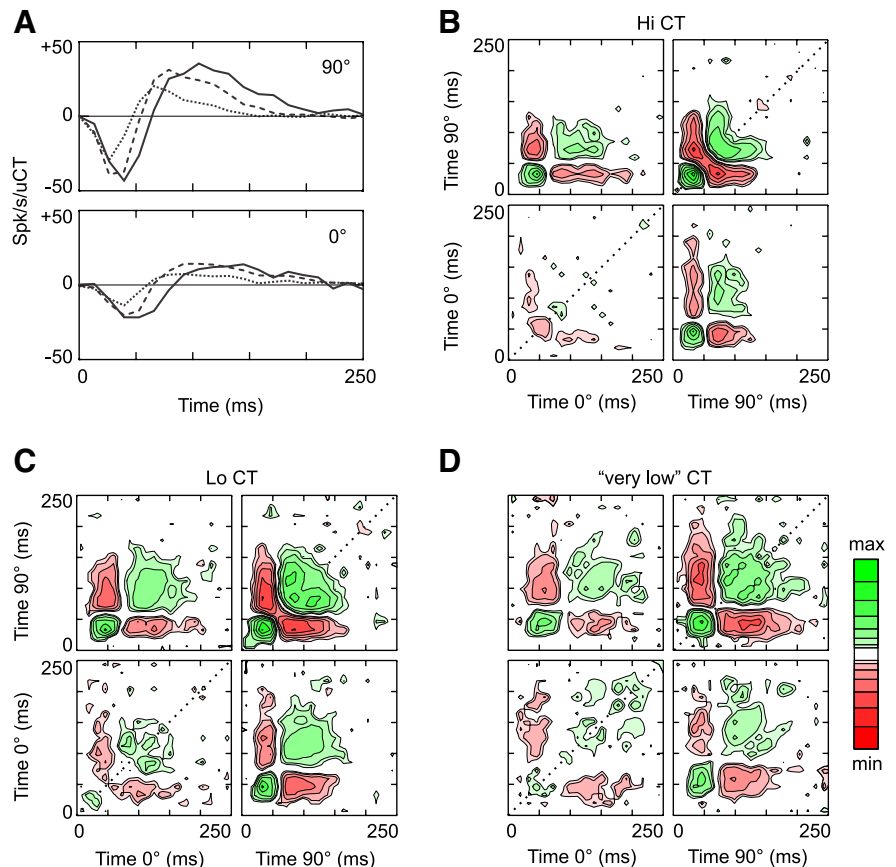 A
+50
90°
0
-50
Spk/s/uCT
+50
0°
0
-50
0
250
Time (ms)
B
Hi CT
250
Time 90° (ms)
0
250
Time 0° (ms)
0
0
250
0
250
Time 0° (ms)
Time 90° (ms)
C
Lo CT
250
Time 90° (ms)
0
250
Time 0° (ms)
0
0
250
0
250
Time 0° (ms)
Time 90° (ms)
D
“very low” CT
0
250
0
250
Time 0° (ms)
Time 90° (ms)
max
min